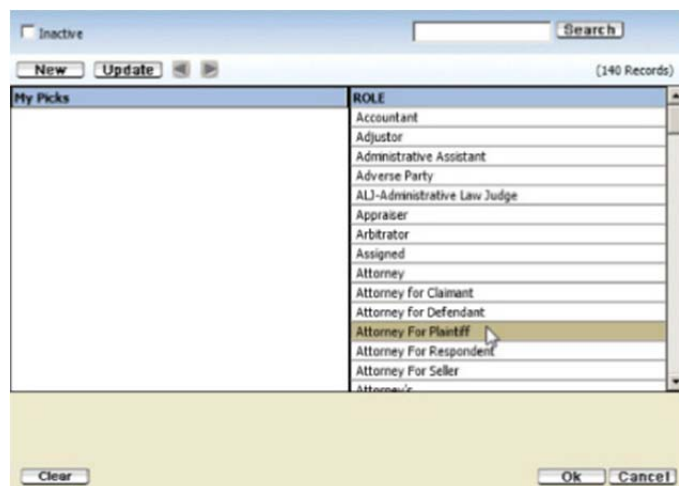 Inactive
Search
New Update (140 Records)
My Picks ROLE
Accountant
Adjustor
Administrative Assistant
Adverse Party
ALJ-Administrative Law Judge
Appraiser
Arbitrator
Assigned
Attorney
Attorney for Claimant
Attorney for Defendant
Attorney For Plaintiff
Attorney For Respondent
Attorney For Seller
Attorney's
Clear Ok Cancel